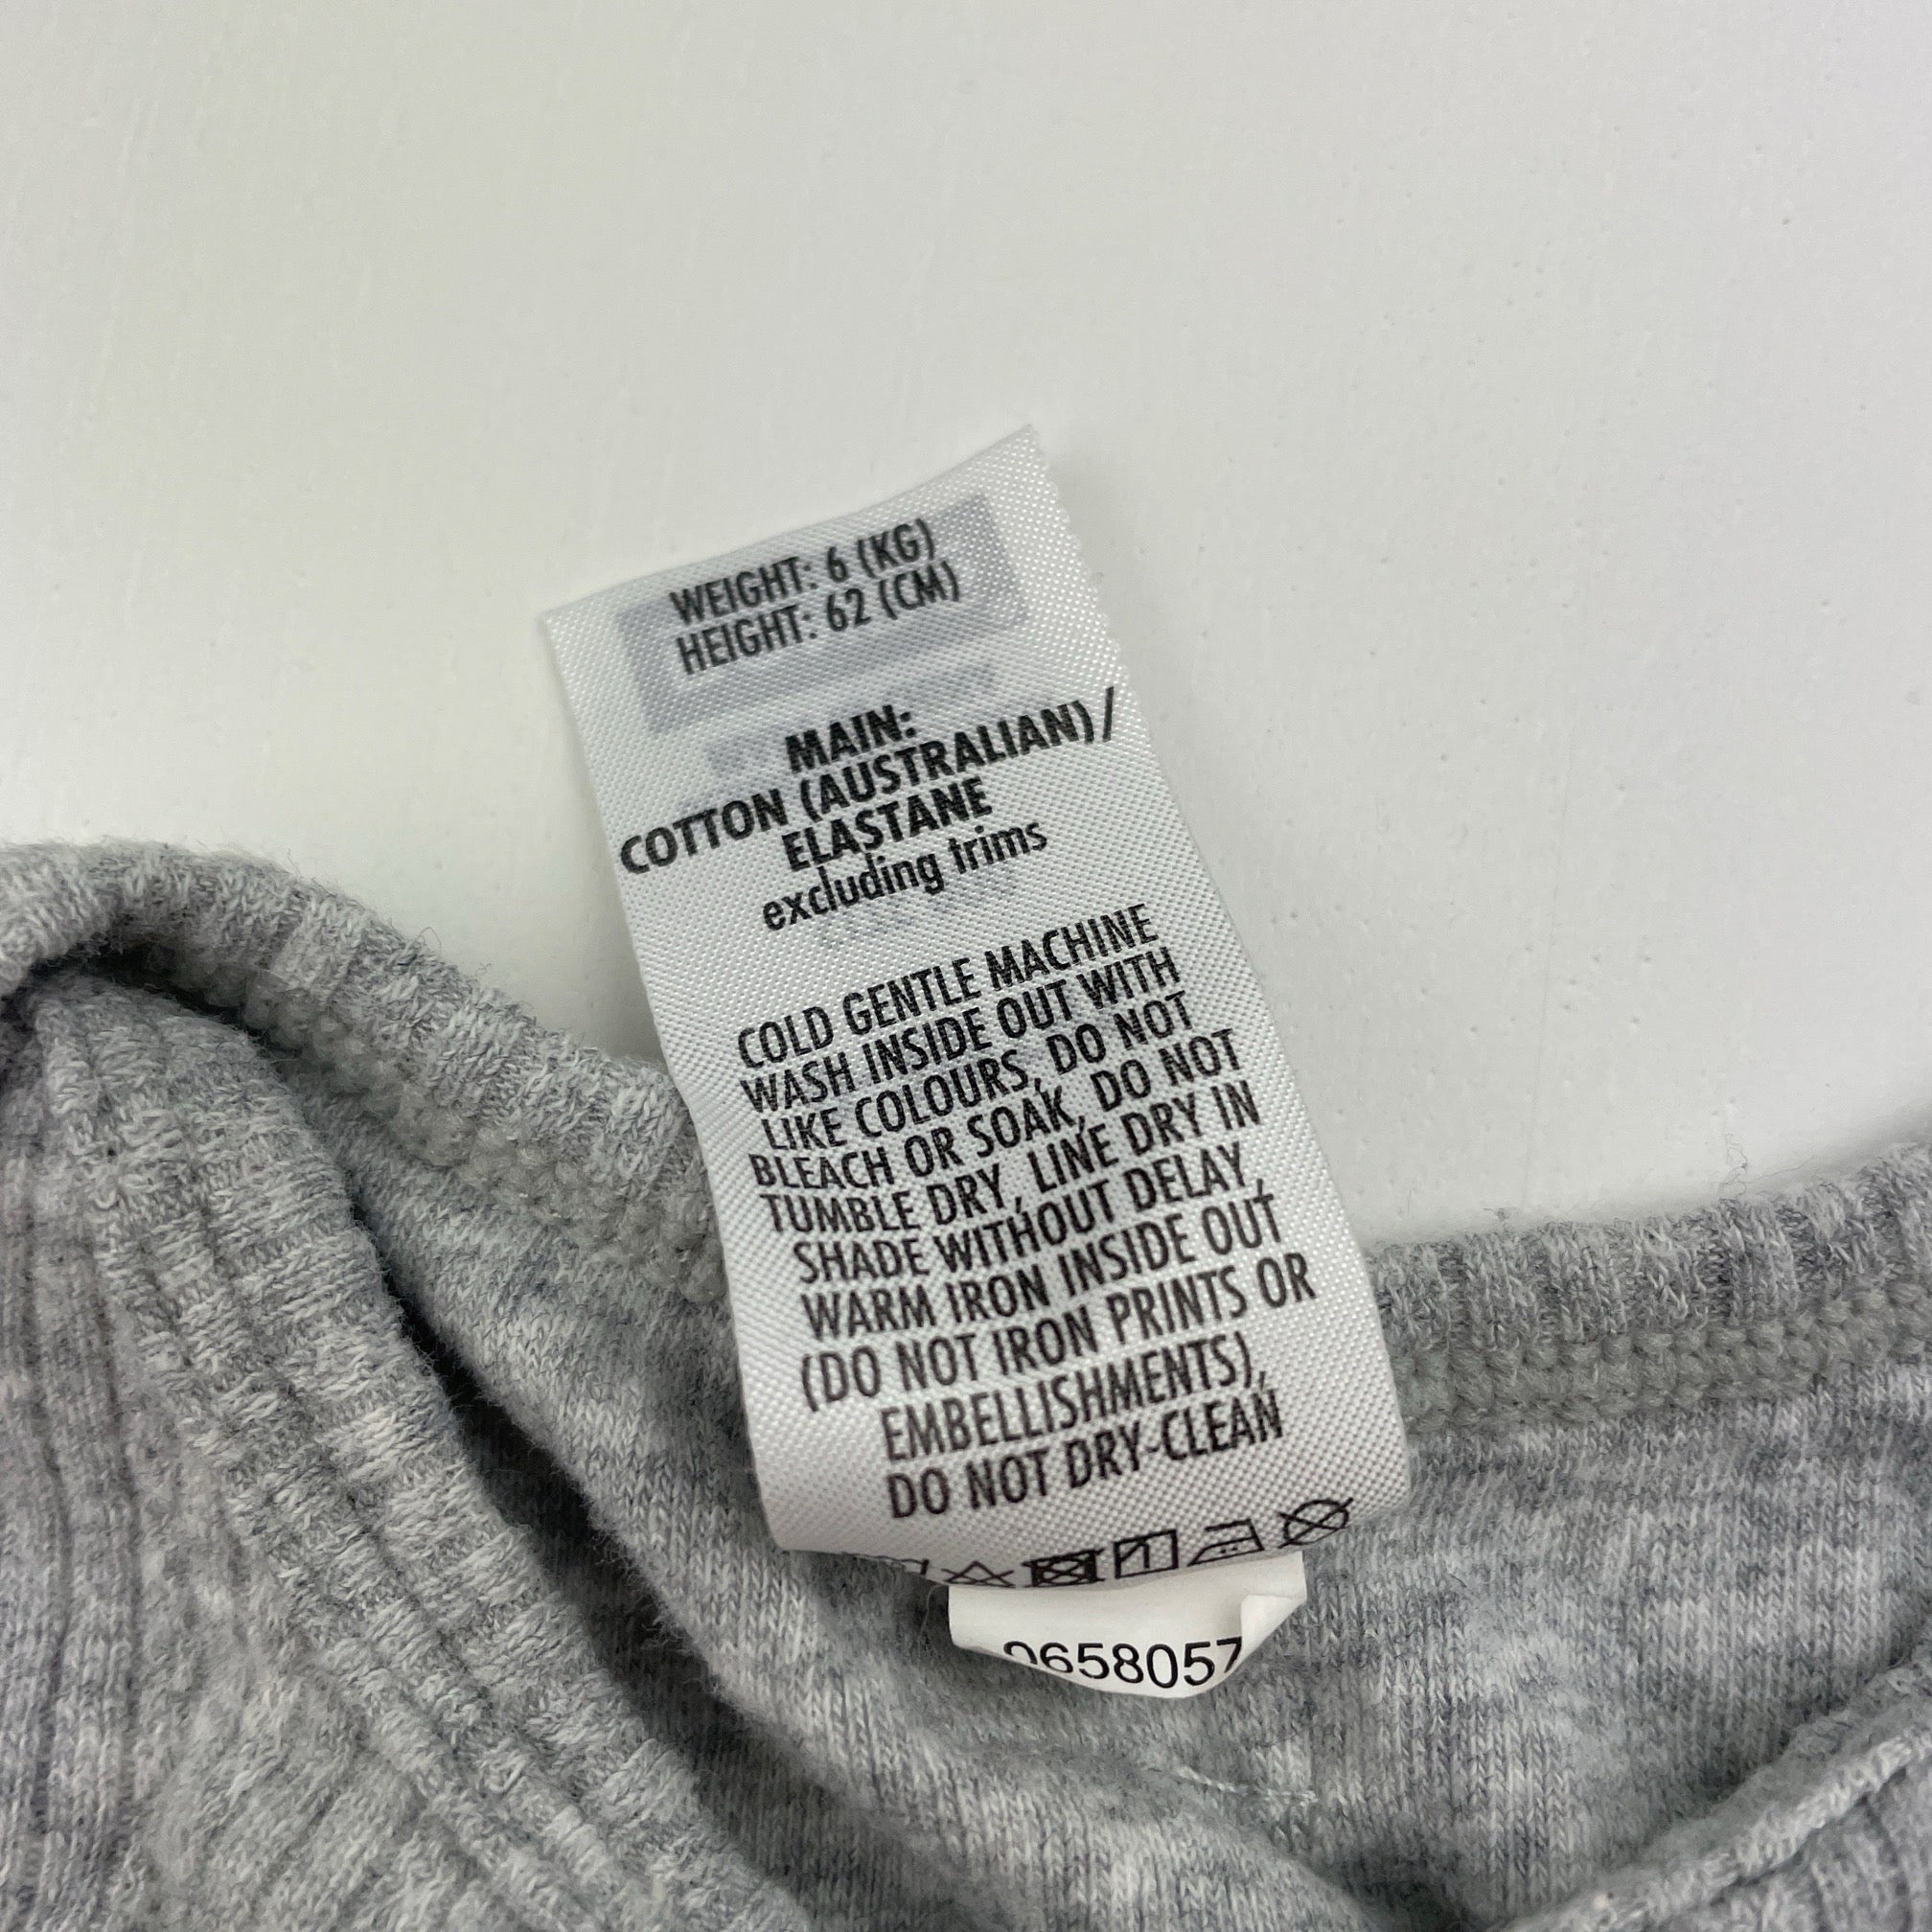 WEIGHT: 6 (KG)
HEIGHT: 62 (CM)
MAIN:
COTTON (AUSTRALIAN)/
ELASTANE
excluding trims
COLD GENTLE MACHINE
WASH INSIDE OUT WITH
LIKE COLOURS, DO NOT
BLEACH OR SOAK, DO NOT
TUMBLE DRY, LINE DRY IN
SHADE WITHOUT DELAY,
WARM IRON INSIDE OUT
(DO NOT IRON PRINTS OR
EMBELLISHMENTS),
DO NOT DRY-CLEAN
0658057